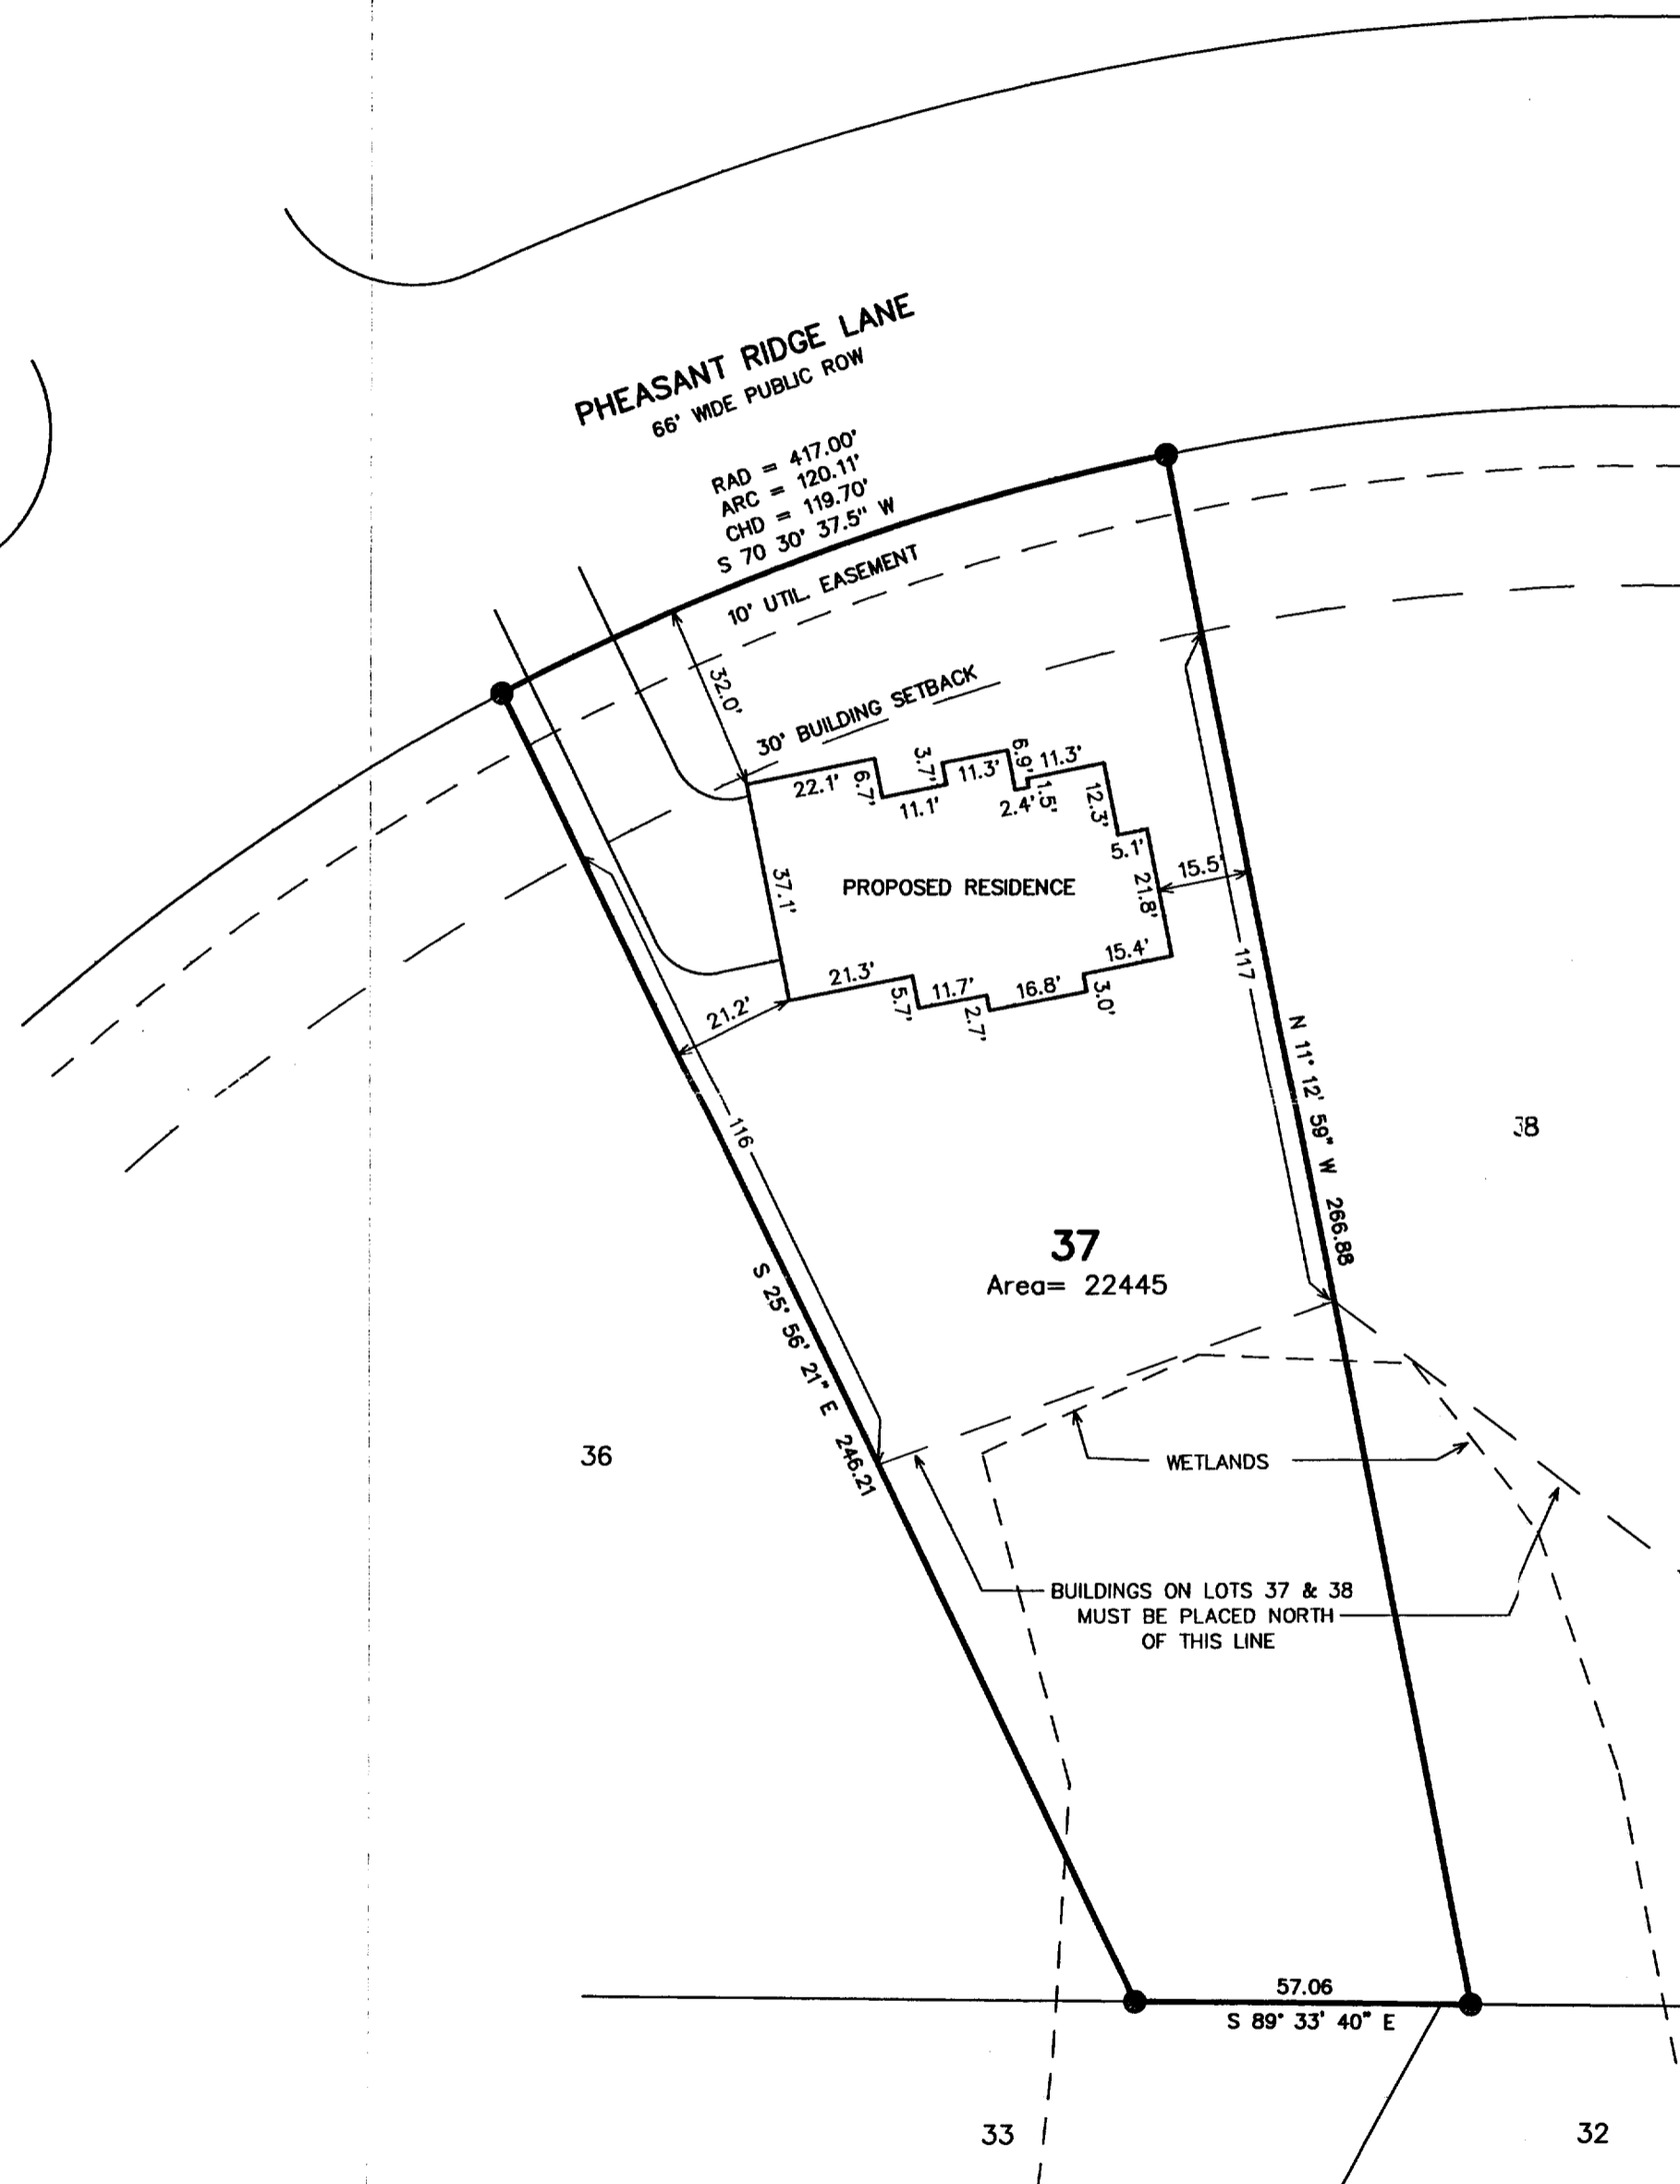 PHEASANT RIDGE LANE
66' WIDE PUBLIC ROW
RAD = 417.00'
ARC = 120.11'
CHD = 119.70'
S 70 30' 37.5" W
10' UTIL. EASEMENT
32.0'
30' BUILDING SETBACK
22.1'
6.7'
11.1'
3.7'
11.3'
6.9'
2.4'
1.5'
11.3'
12.3'
5.1'
21.8'
15.5'
37.1'
PROPOSED RESIDENCE
15.4'
21.3'
5.7'
11.7'
2.7'
16.8'
3.0'
21.2'
117
116
N 11° 12' 59" W 266.88
38
37
Area= 22445
S 25° 56' 21" E 246.21
36
WETLANDS
BUILDINGS ON LOTS 37 & 38
MUST BE PLACED NORTH
OF THIS LINE
57.06
S 89° 33' 40" E
33
32